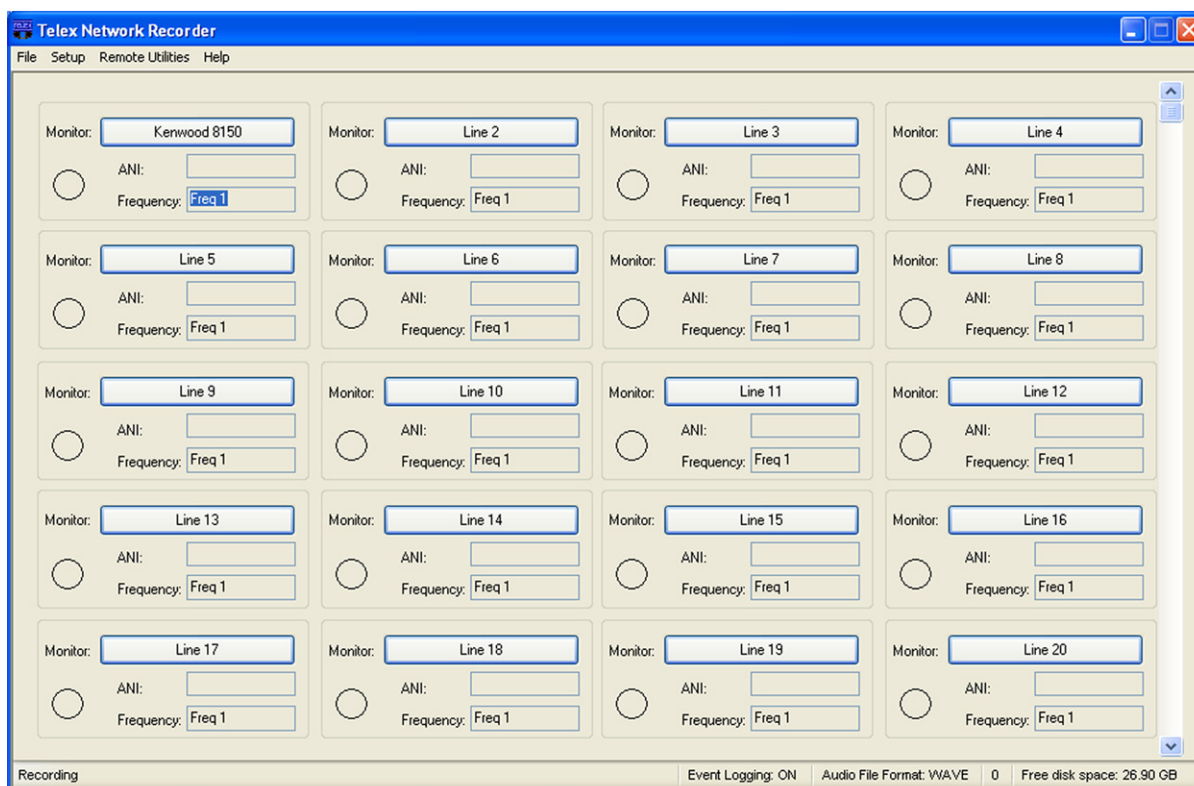 Telex Network Recorder
File Setup Remote Utilities Help
Monitor: Kenwood 8150 Monitor: Line 2 Monitor: Line 3 Monitor: Line 4
ANI: ANI: ANI: ANI:
Frequency: Freq 1 Frequency: Freq 1 Frequency: Freq 1 Frequency: Freq 1
Monitor: Line 5 Monitor: Line 6 Monitor: Line 7 Monitor: Line 8
ANI: ANI: ANI: ANI:
Frequency: Freq 1 Frequency: Freq 1 Frequency: Freq 1 Frequency: Freq 1
Monitor: Line 9 Monitor: Line 10 Monitor: Line 11 Monitor: Line 12
ANI: ANI: ANI: ANI:
Frequency: Freq 1 Frequency: Freq 1 Frequency: Freq 1 Frequency: Freq 1
Monitor: Line 13 Monitor: Line 14 Monitor: Line 15 Monitor: Line 16
ANI: ANI: ANI: ANI:
Frequency: Freq 1 Frequency: Freq 1 Frequency: Freq 1 Frequency: Freq 1
Monitor: Line 17 Monitor: Line 18 Monitor: Line 19 Monitor: Line 20
ANI: ANI: ANI: ANI:
Frequency: Freq 1 Frequency: Freq 1 Frequency: Freq 1 Frequency: Freq 1
Recording Event Logging: ON Audio File Format: WAVE 0 Free disk space: 26.90 GB